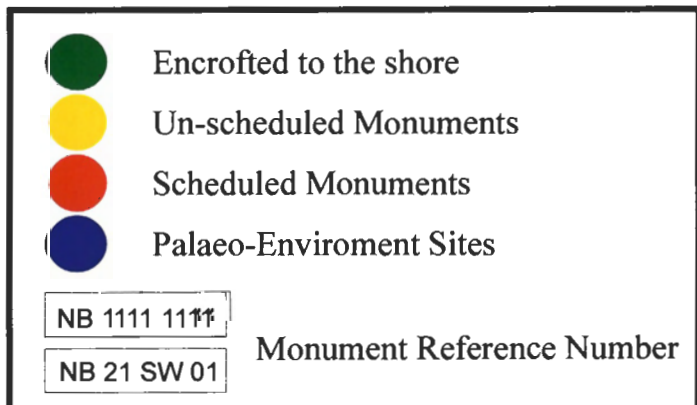 Encrofted to the shore
Un-scheduled Monuments
Scheduled Monuments
Palaeo-Enviroment Sites
NB 1111 1111
Monument Reference Number
NB 21 SW 01